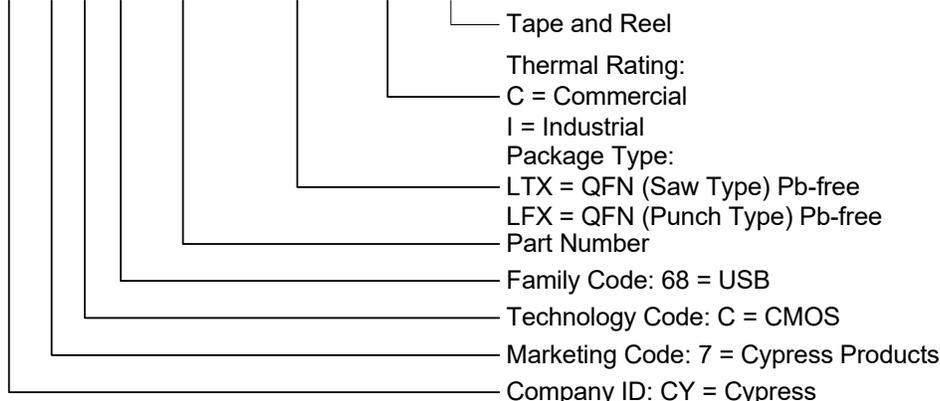 Tape and Reel
Thermal Rating:
C = Commercial
I = Industrial
Package Type:
LTX = QFN (Saw Type) Pb-free
LFX = QFN (Punch Type) Pb-free
Part Number
Family Code: 68 = USB
Technology Code: C = CMOS
Marketing Code: 7 = Cypress Products
Company ID: CY = Cypress